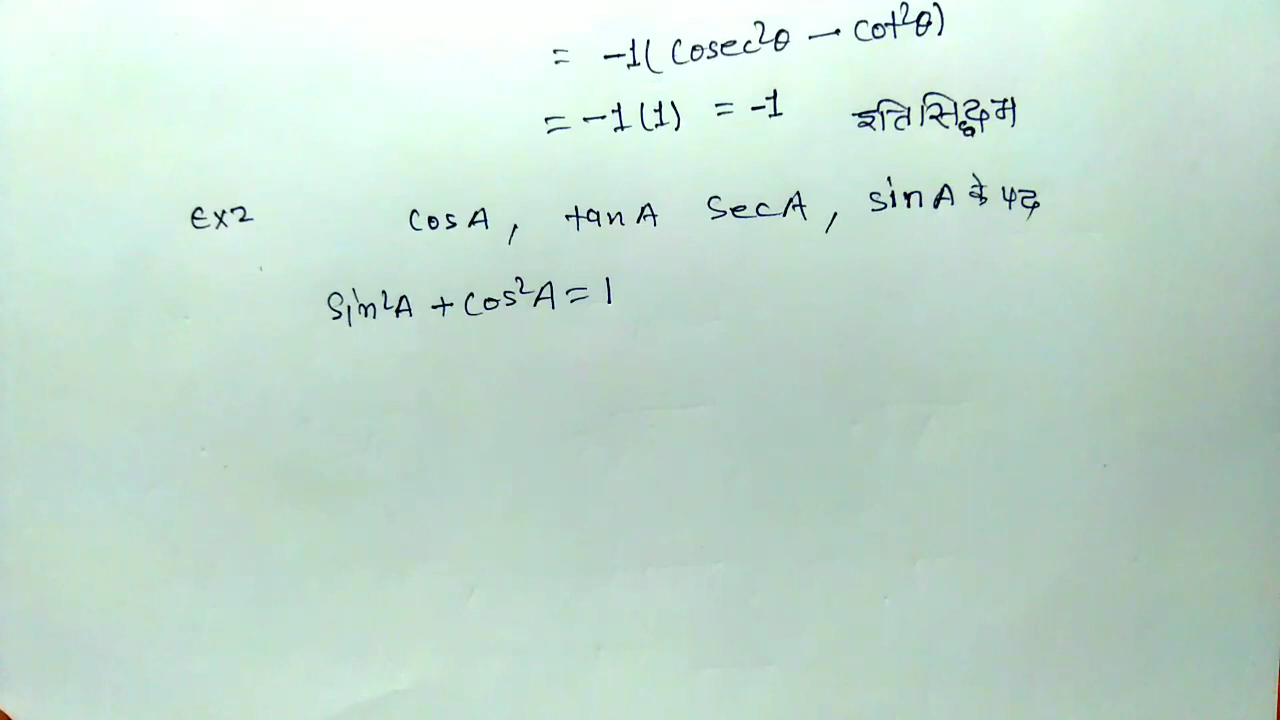 = -1(cosec²θ - cot²θ)
= -1(1) = -1 इति सिद्धम
Ex2 cosA, tanA secA, sinA के पद
sin²A + cos²A = 1